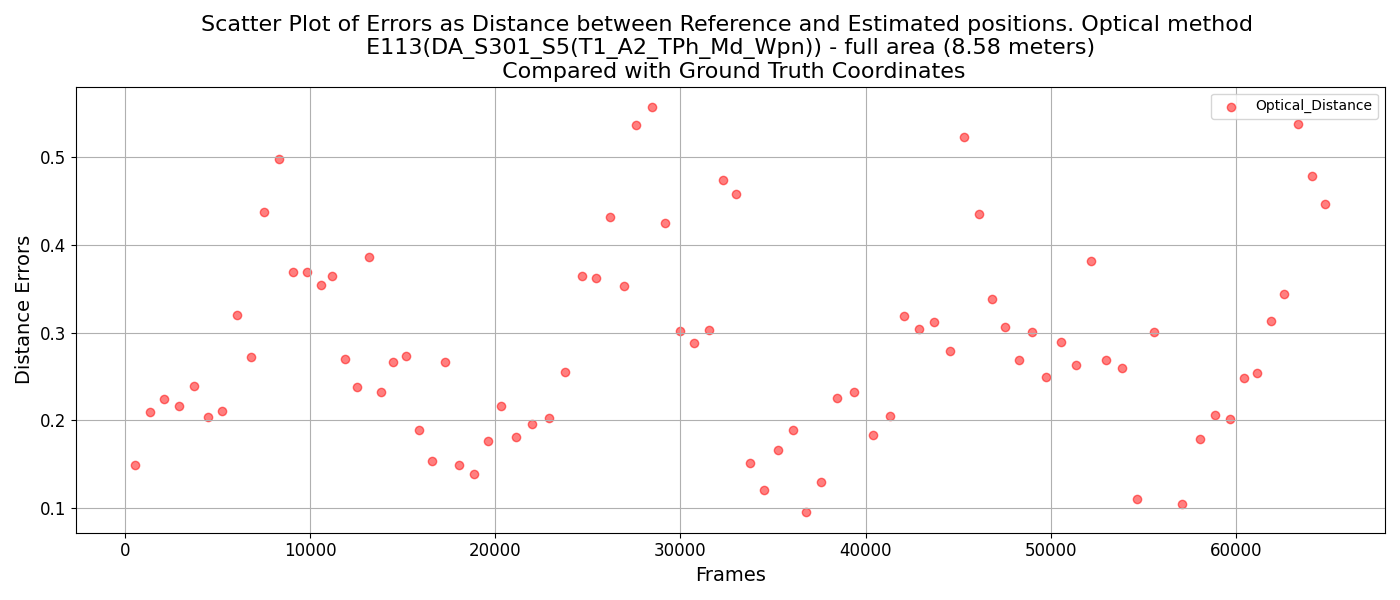 Scatter Plot of Errors as Distance between Reference and Estimated positions. Optical method
E113(DA_S301_S5(T1_A2_TPh_Md_Wpn)) - full area (8.58 meters)
Compared with Ground Truth Coordinates
Optical_Distance
Distance Errors
0.5
0.4
0.3
0.2
0.1
0 10000 20000 30000 40000 50000 60000
Frames